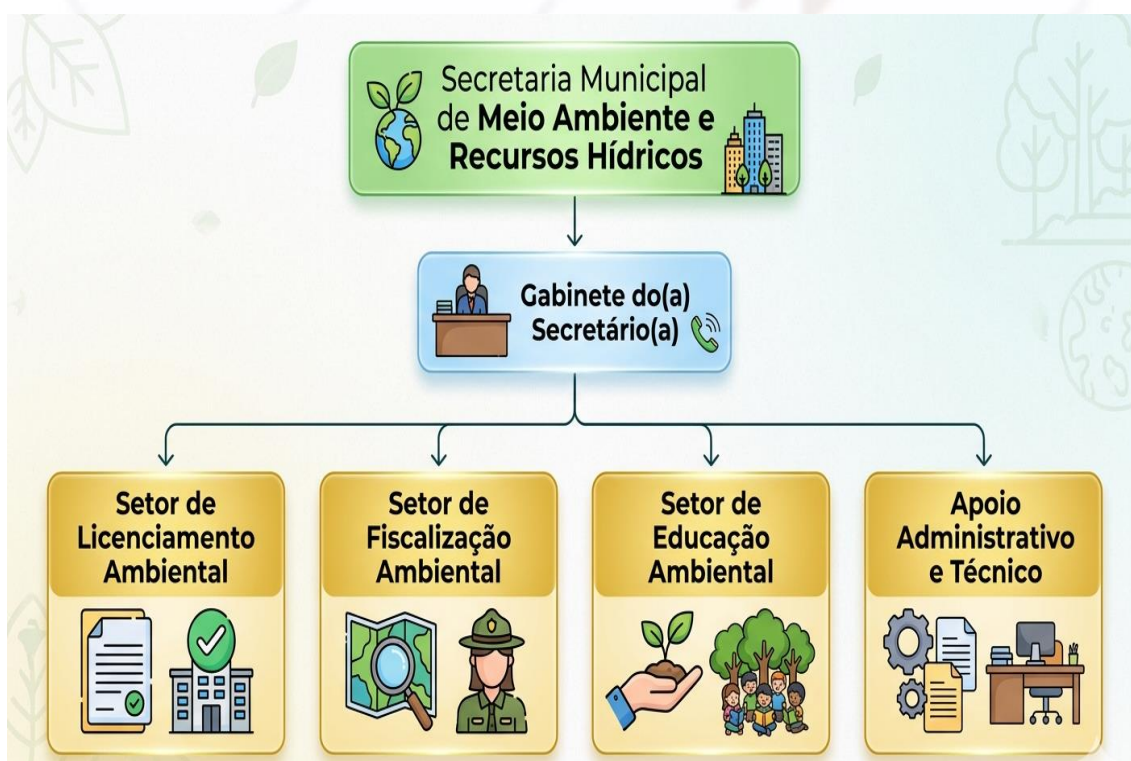 Secretaria Municipal
de Meio Ambiente e
Recursos Hídricos
Gabinete do(a)
Secretário(a)
Setor de
Licenciamento
Ambiental
Setor de
Fiscalização
Ambiental
Setor de
Educação
Ambiental
Apoio
Administrativo
e Técnico